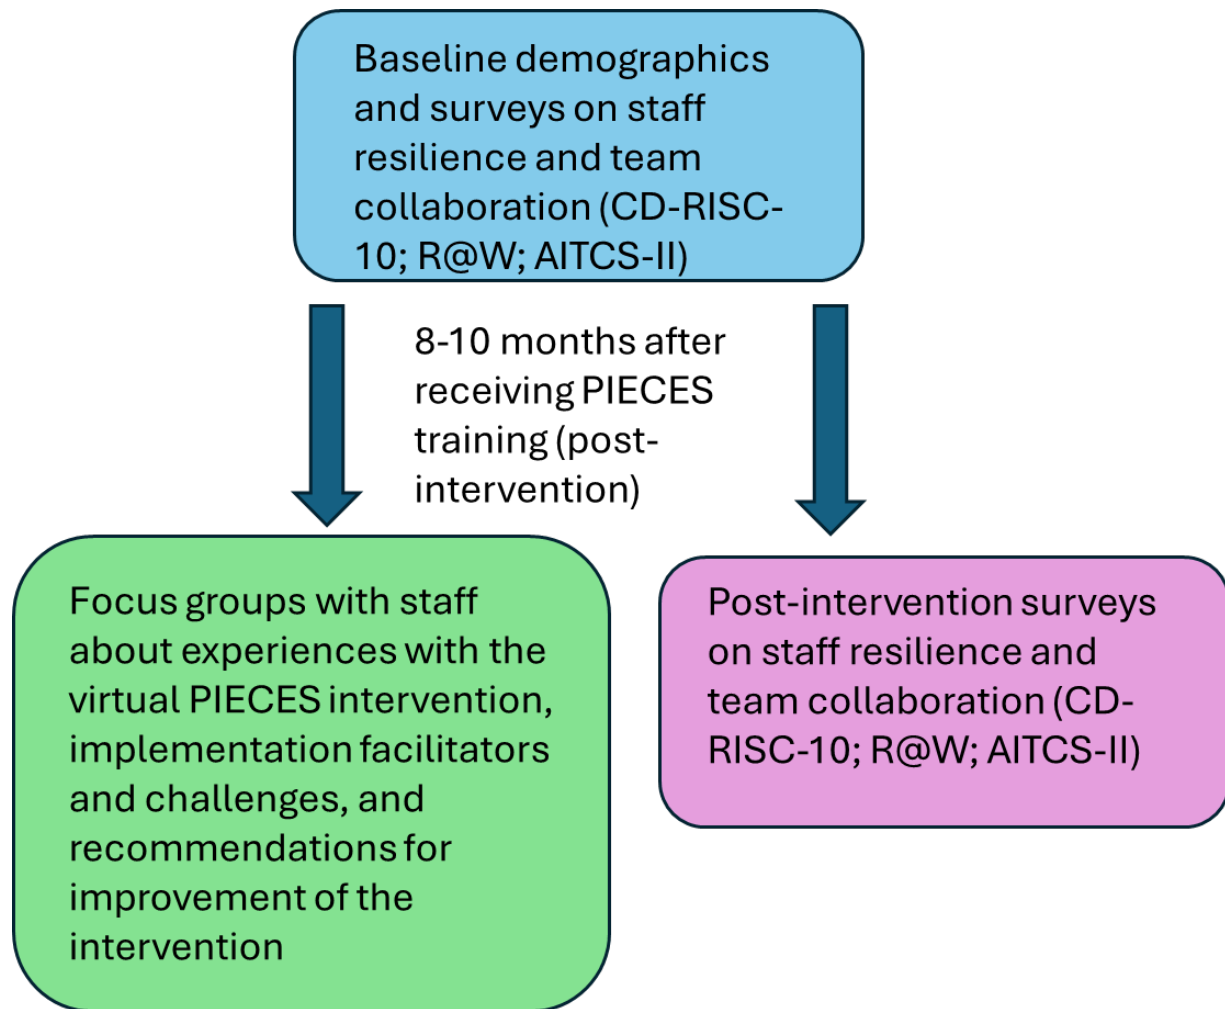 Baseline demographics
and surveys on staff
resilience and team
collaboration (CD-RISC-
10; R@W; AITCS-II)
8-10 months after
receiving PIECES
training (post-
intervention)
Focus groups with staff
about experiences with the
virtual PIECES intervention,
implementation facilitators
and challenges, and
recommendations for
improvement of the
intervention
Post-intervention surveys
on staff resilience and
team collaboration (CD-
RISC-10; R@W; AITCS-II)